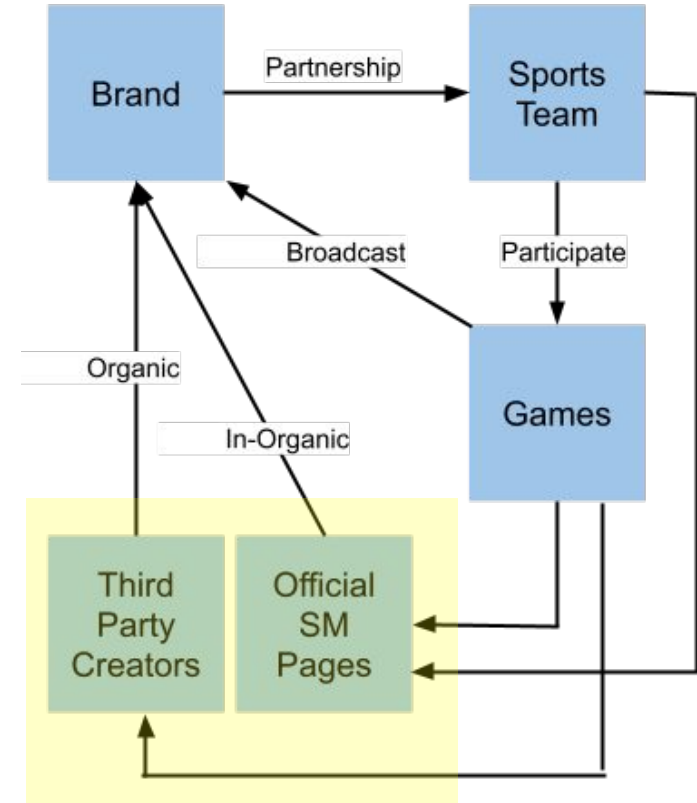 Brand
Partnership
Sports
Team
Broadcast
Participate
Organic
In-Organic
Games
Third
Party
Creators
Official
SM
Pages